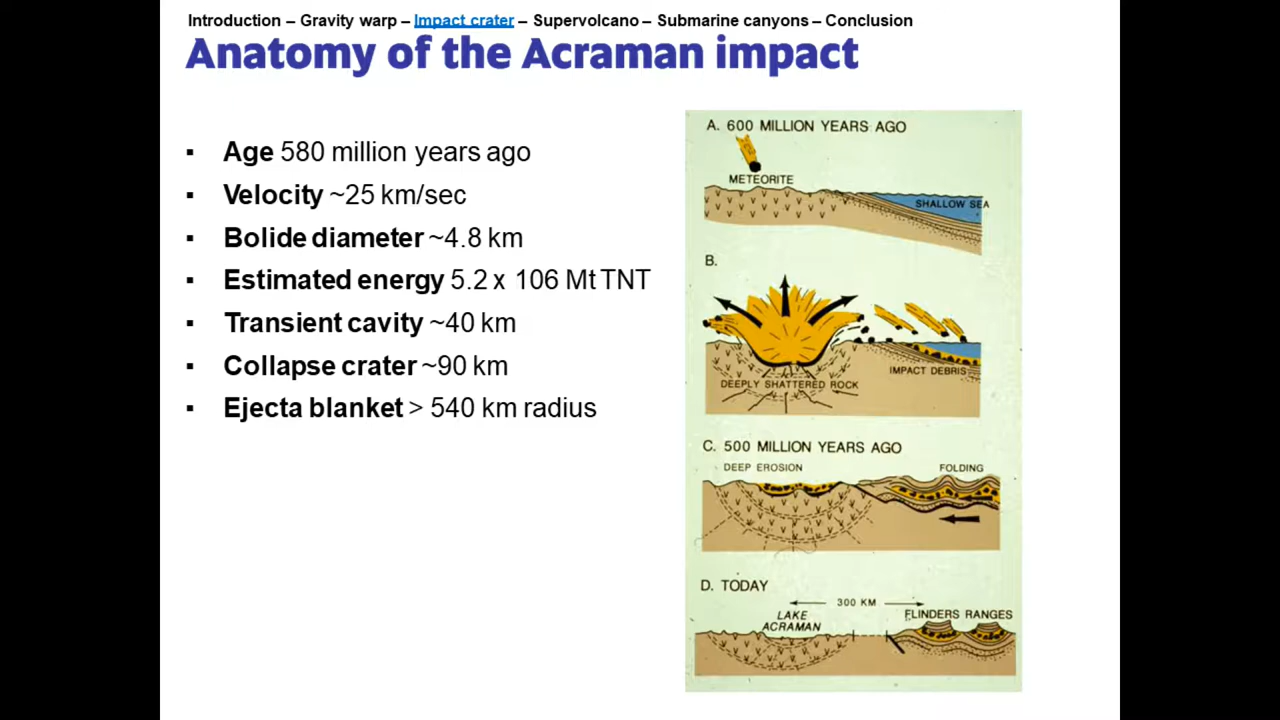 Introduction – Gravity warp – Impact crater – Supervolcano – Submarine canyons – Conclusion
Anatomy of the Acraman impact
▪ Age 580 million years ago
▪ Velocity ~25 km/sec
▪ Bolide diameter ~4.8 km
▪ Estimated energy 5.2 x 106 Mt TNT
▪ Transient cavity ~40 km
▪ Collapse crater ~90 km
▪ Ejecta blanket > 540 km radius
A. 600 MILLION YEARS AGO
METEORITE
SHALLOW SEA
B.
IMPACT DEBRIS
DEEPLY SHATTERED ROCK
C. 500 MILLION YEARS AGO
DEEP EROSION
FOLDING
D. TODAY
300 KM
LAKE
ACRAMAN
FLINDERS RANGES